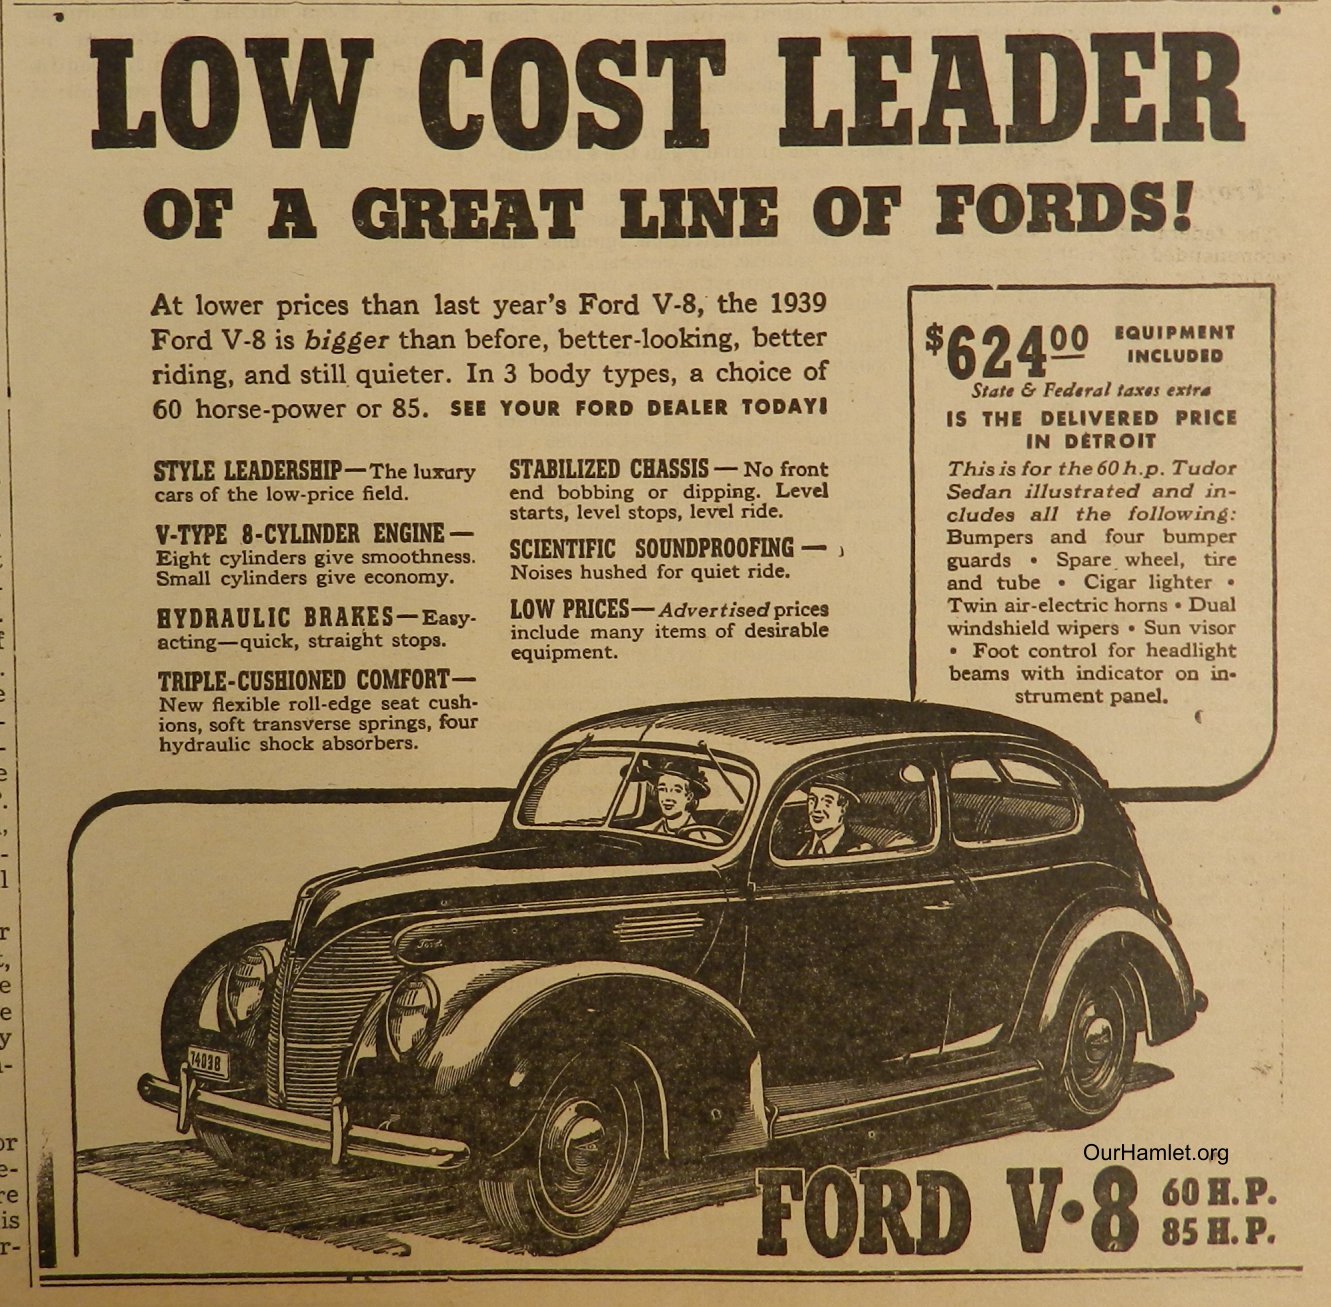 LOW COST LEADER
OF A GREAT LINE OF FORDS!
At lower prices than last year's Ford V-8, the 1939
Ford V-8 is bigger than before, better-looking, better
riding, and still quieter. In 3 body types, a choice of
60 horse-power or 85. SEE YOUR FORD DEALER TODAY!
STYLE LEADERSHIP—The luxury
cars of the low-price field.
V-TYPE 8-CYLINDER ENGINE—
Eight cylinders give smoothness.
Small cylinders give economy.
HYDRAULIC BRAKES—Easy-
acting—quick, straight stops.
TRIPLE-CUSHIONED COMFORT—
New flexible roll-edge seat cush-
ions, soft transverse springs, four
hydraulic shock absorbers.
STABILIZED CHASSIS—No front
end bobbing or dipping. Level
starts, level stops, level ride.
SCIENTIFIC SOUNDPROOFING—
Noises hushed for quiet ride.
LOW PRICES—Advertised prices
include many items of desirable
equipment.
$624.00 EQUIPMENT
INCLUDED
State & Federal taxes extra
IS THE DELIVERED PRICE
IN DETROIT
This is for the 60 h.p. Tudor
Sedan illustrated and in-
cludes all the following:
Bumpers and four bumper
guards • Spare wheel, tire
and tube • Cigar lighter •
Twin air-electric horns • Dual
windshield wipers • Sun visor
• Foot control for headlight
beams with indicator on in-
strument panel.
Ford
74038
OurHamlet.org
FORD V•8 60 H.P.
85 H.P.